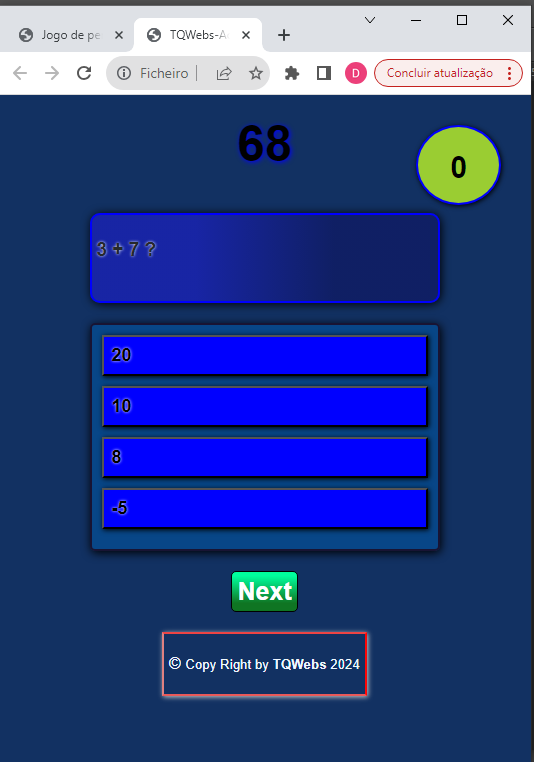 Jogo de pe
TQWebs-A
Ficheiro
D
Concluir atualização
68
0
3 + 7 ?
20
10
8
-5
Next
© Copy Right by TQWebs 2024